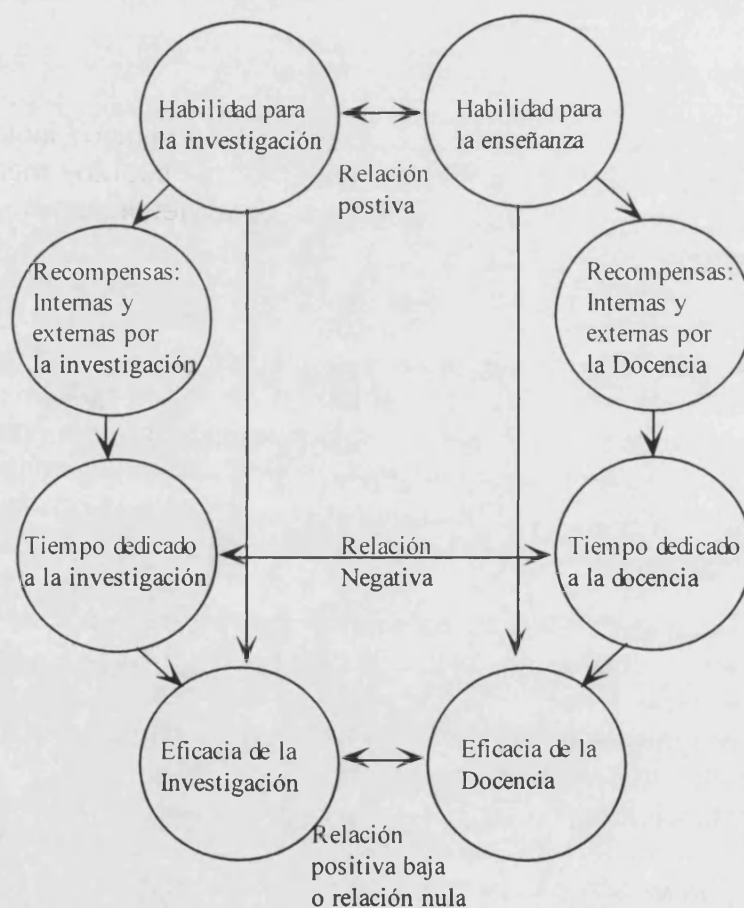 Habilidad para
la investigación
Habilidad para
la enseñanza
Relación
postiva
Recompensas:
Internas y
externas por
la investigación
Recompensas:
Internas y
externas por
la Docencia
Tiempo dedicado
a la investigación
Relación
Negativa
Tiempo dedicado
a la docencia
Eficacia de la
Investigación
Eficacia de la
Docencia
Relación
positiva baja
o relación nula